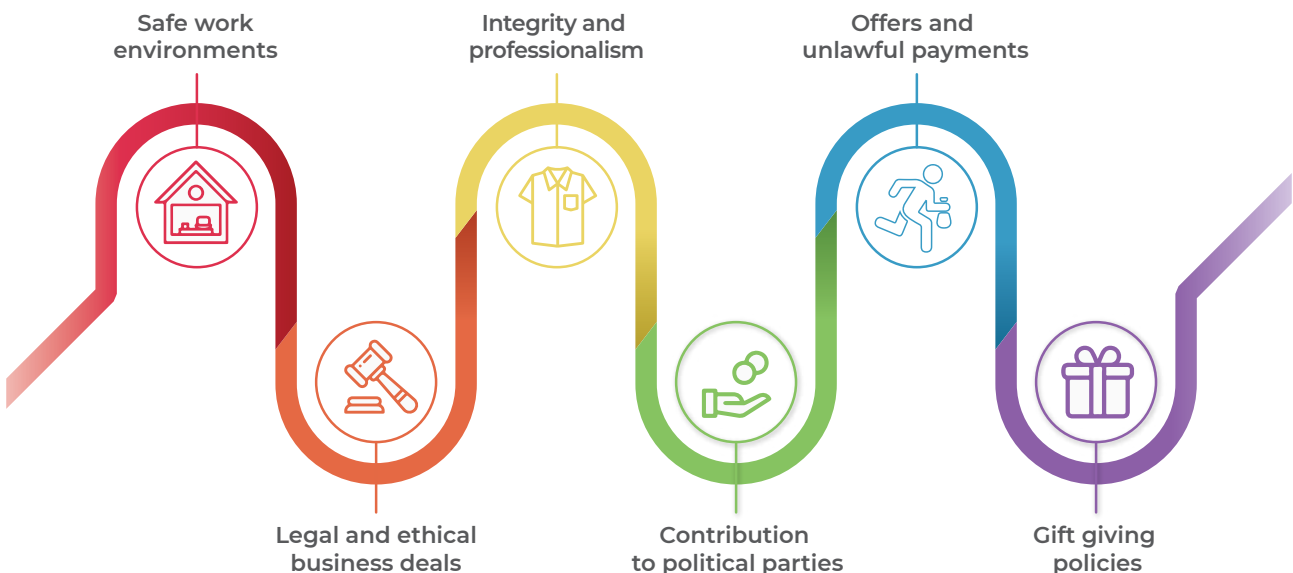 Safe work
environments
Integrity and
professionalism
Offers and
unlawful payments
Legal and ethical
business deals
Contribution
to political parties
Gift giving
policies